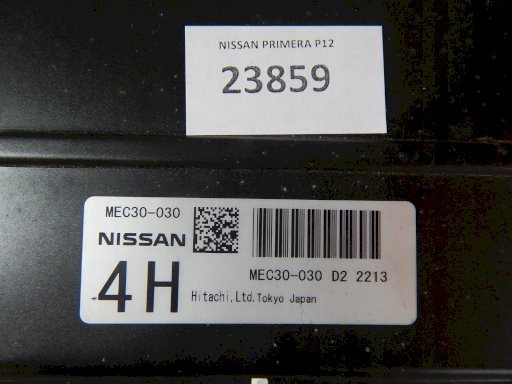 NISSAN PRIMERA P12
23859
MEC30-030
NISSAN
MEC30-030 D2 2213
4H
Hitachi,Ltd.Tokyo Japan